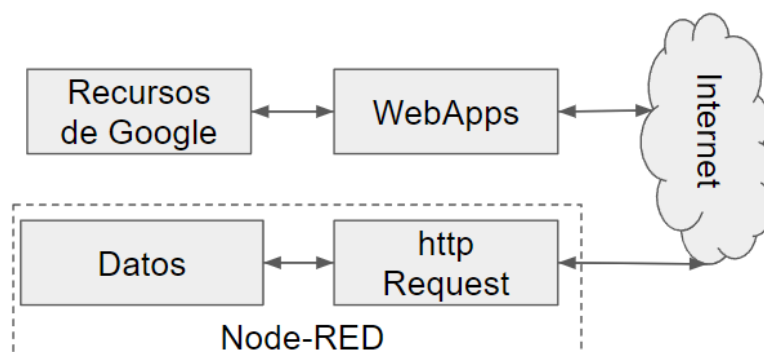 Recursos
de Google
WebApps
Internet
Datos
http
Request
Node-RED